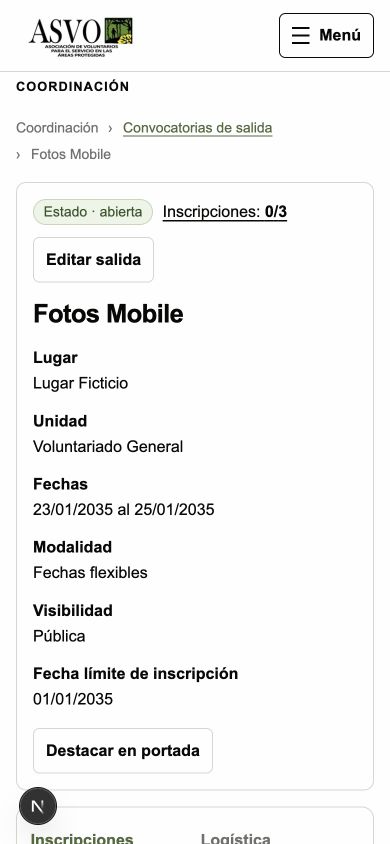 ASVO
ASOCIACIÓN DE VOLUNTARIOS
PARA EL SERVICIO EN LAS
ÁREAS PROTEGIDAS
Menú
COORDINACIÓN
Coordinación › Convocatorias de salida
› Fotos Mobile
Estado · abierta Inscripciones: 0/3
Editar salida
Fotos Mobile
Lugar
Lugar Ficticio
Unidad
Voluntariado General
Fechas
23/01/2035 al 25/01/2035
Modalidad
Fechas flexibles
Visibilidad
Pública
Fecha límite de inscripción
01/01/2035
Destacar en portada
N
Inscripciones Logística